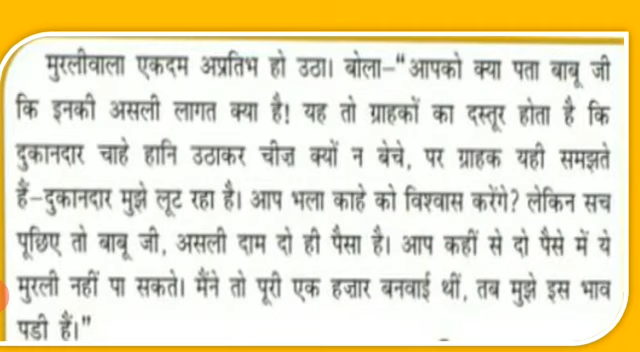 मुरलीवाला एकदम अप्रतिभ हो उठा। बोला–“आपको क्या पता बाबू जी
कि इनकी असली लागत क्या है! यह तो ग्राहकों का दस्तूर होता है कि
दुकानदार चाहे हानि उठाकर चीज़ क्यों न बेचे, पर ग्राहक यही समझते
हैं–दुकानदार मुझे लूट रहा है। आप भला काहे को विश्वास करेंगे? लेकिन सच
पूछिए तो बाबू जी, असली दाम दो ही पैसा है। आप कहीं से दो पैसे में ये
मुरली नहीं पा सकते। मैंने तो पूरी एक हज़ार बनवाई थीं, तब मुझे इस भाव
पड़ी हैं।”